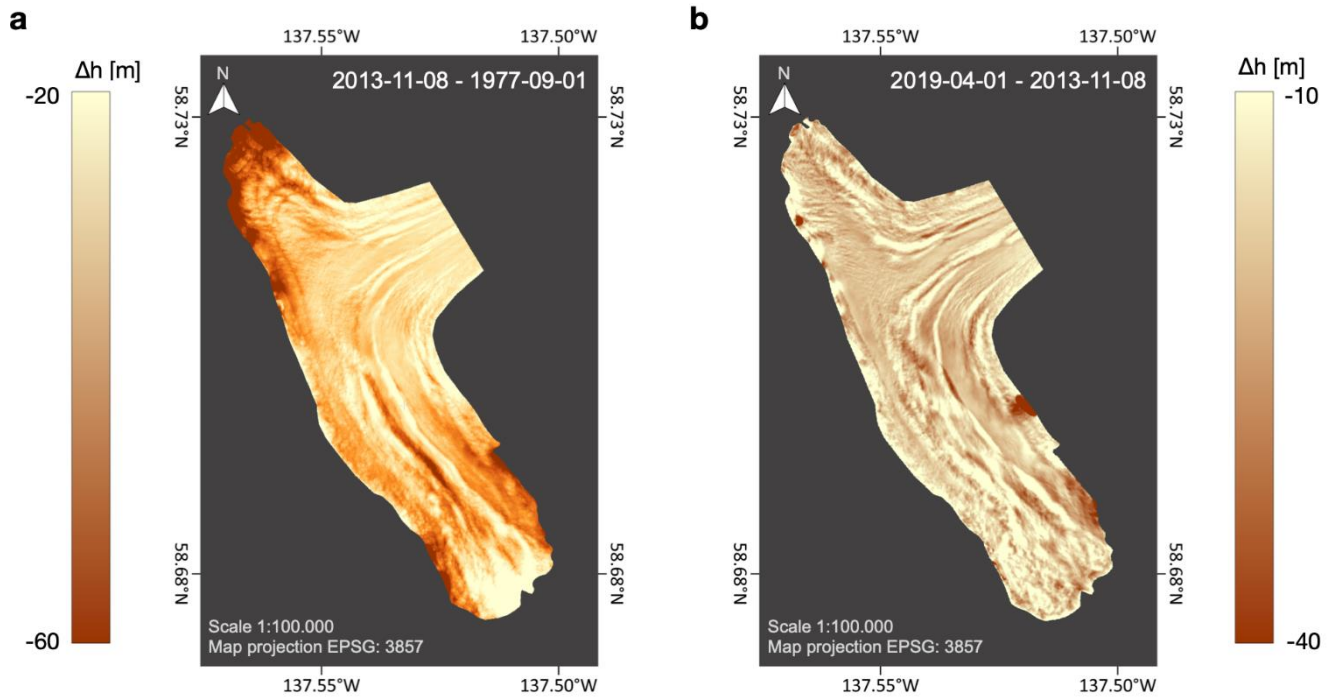 a
137.55°W
137.50°W
Δh [m]
-20
-60
N
2013-11-08 - 1977-09-01
58.73°N
58.73°N
58.68°N
58.68°N
Scale 1:100.000
Map projection EPSG: 3857
137.55°W
137.50°W
b
137.55°W
137.50°W
N
2019-04-01 - 2013-11-08
58.73°N
58.73°N
58.68°N
58.68°N
Scale 1:100.000
Map projection EPSG: 3857
137.55°W
137.50°W
Δh [m]
-10
-40